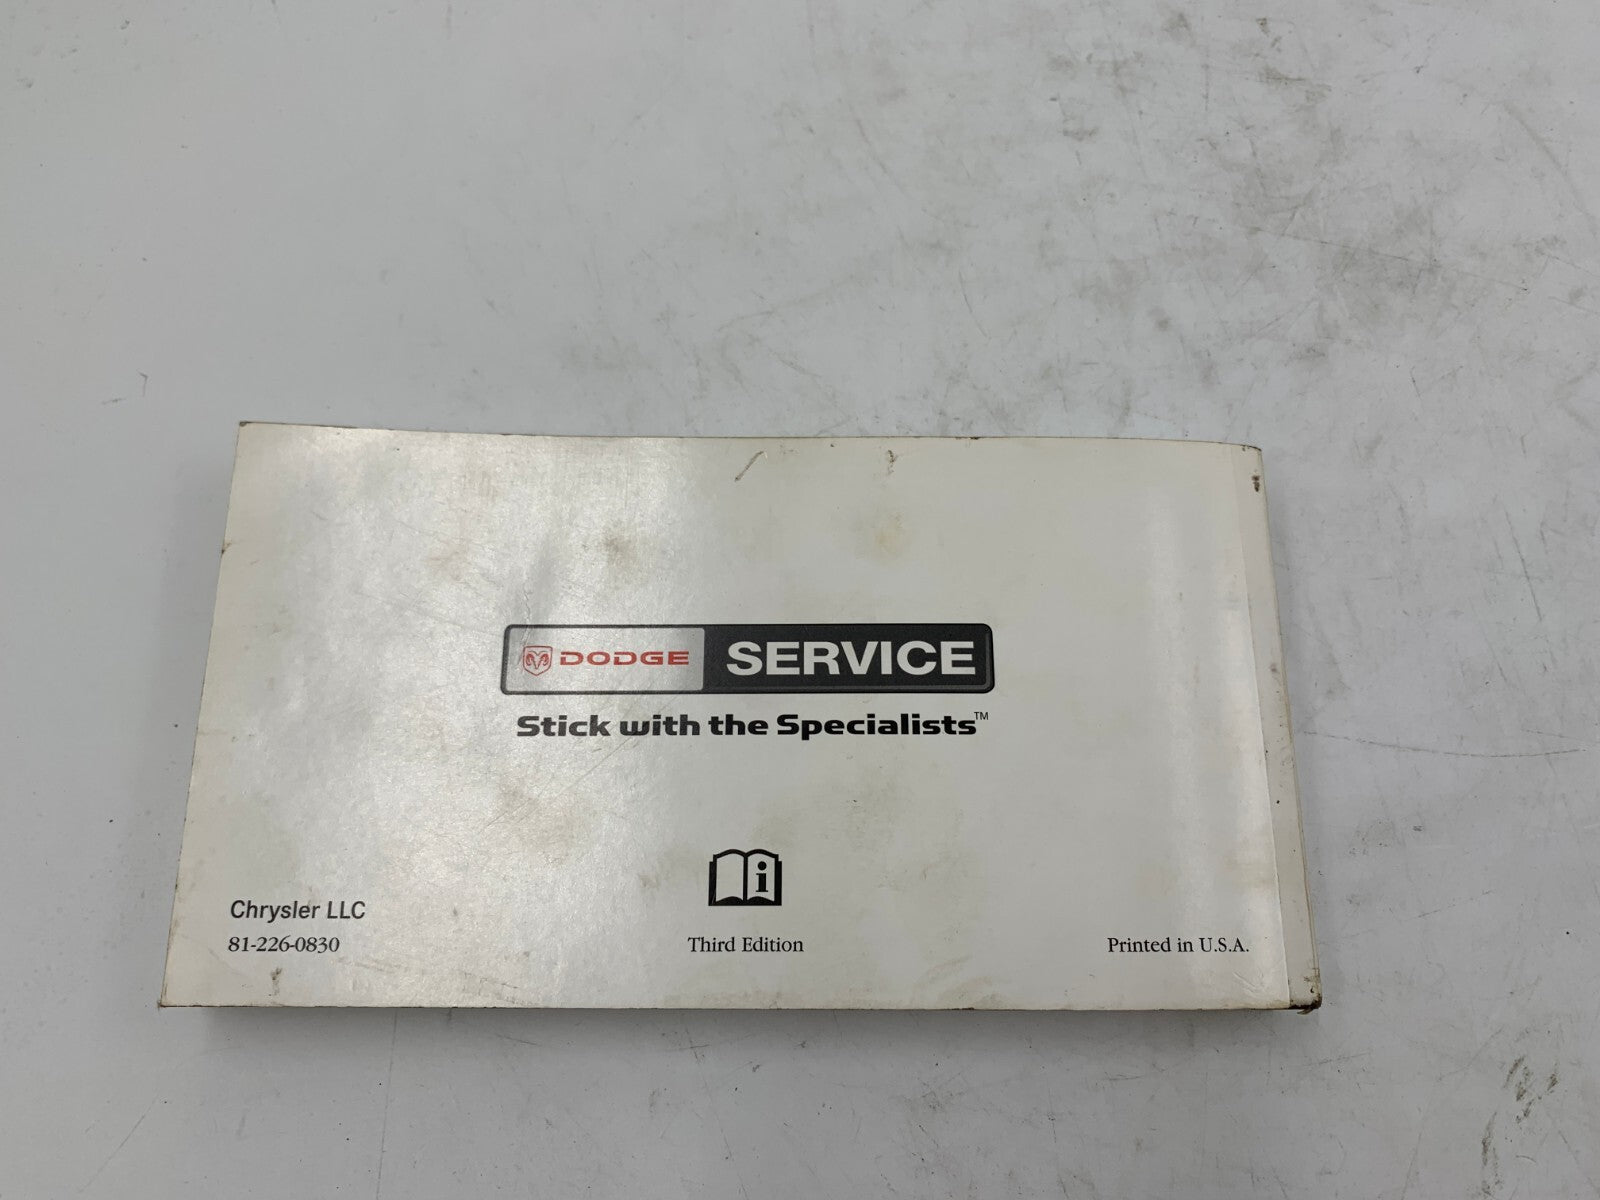 DODGE SERVICE
Stick with the Specialists™
i
Chrysler LLC
81-226-0830
Third Edition
Printed in U.S.A.